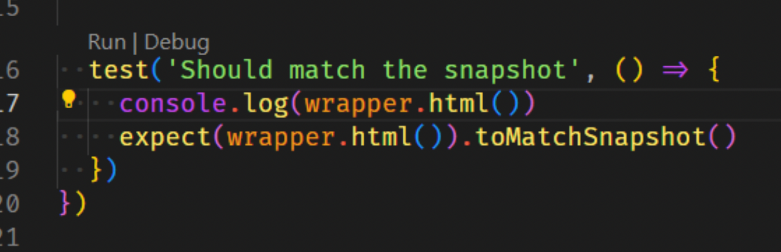 15
Run | Debug
16 test('Should match the snapshot', () => {
17 console.log(wrapper.html())
18 expect(wrapper.html()).toMatchSnapshot()
19 })
20 })
21